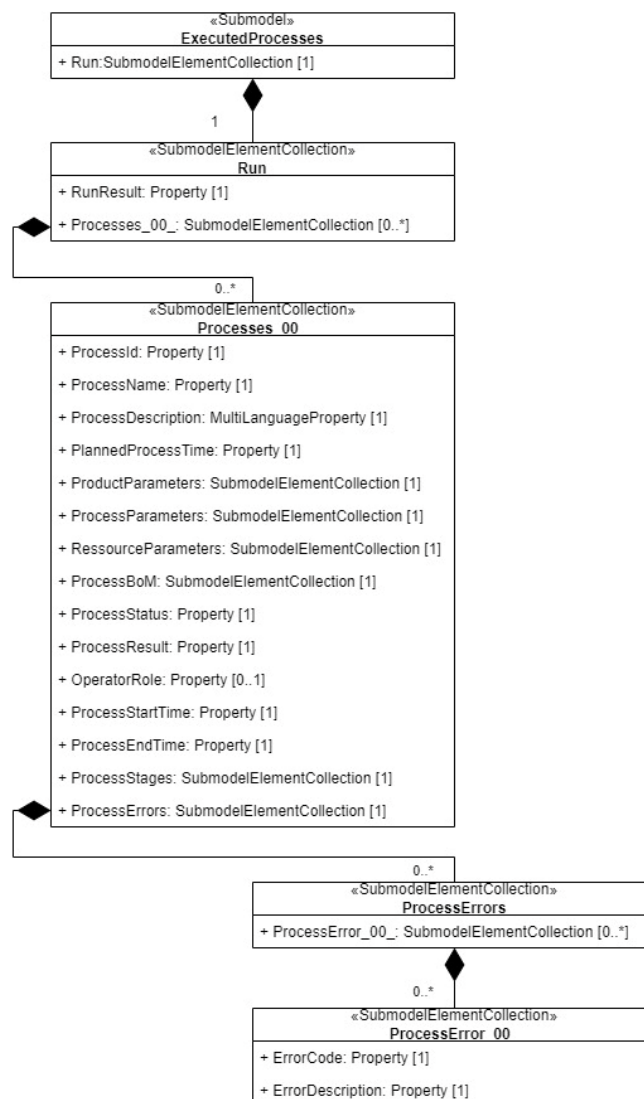 «Submodel»
ExecutedProcesses
+ Run:SubmodelElementCollection [1]
1
«SubmodelElementCollection»
Run
+ RunResult: Property [1]
+ Processes_00_: SubmodelElementCollection [0..*]
0..*
«SubmodelElementCollection»
Processes_00
+ ProcessId: Property [1]
+ ProcessName: Property [1]
+ ProcessDescription: MultiLanguageProperty [1]
+ PlannedProcessTime: Property [1]
+ ProductParameters: SubmodelElementCollection [1]
+ ProcessParameters: SubmodelElementCollection [1]
+ RessourceParameters: SubmodelElementCollection [1]
+ ProcessBoM: SubmodelElementCollection [1]
+ ProcessStatus: Property [1]
+ ProcessResult: Property [1]
+ OperatorRole: Property [0..1]
+ ProcessStartTime: Property [1]
+ ProcessEndTime: Property [1]
+ ProcessStages: SubmodelElementCollection [1]
+ ProcessErrors: SubmodelElementCollection [1]
0..*
«SubmodelElementCollection»
ProcessErrors
+ ProcessError_00_: SubmodelElementCollection [0..*]
0..*
«SubmodelElementCollection»
ProcessError_00
+ ErrorCode: Property [1]
+ ErrorDescription: Property [1]